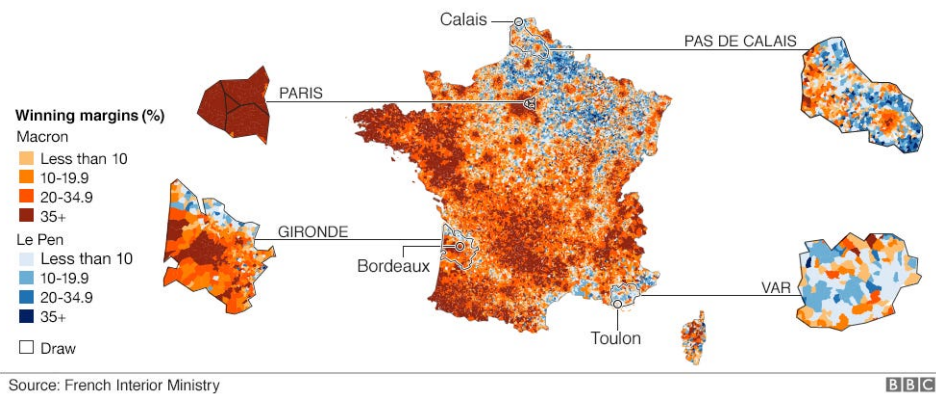 Calais
PAS DE CALAIS
PARIS
Winning margins (%)
Macron
Less than 10
10-19.9
20-34.9
35+
Le Pen
Less than 10
10-19.9
20-34.9
35+
Draw
GIRONDE
Bordeaux
VAR
Toulon
Source: French Interior Ministry
BBC